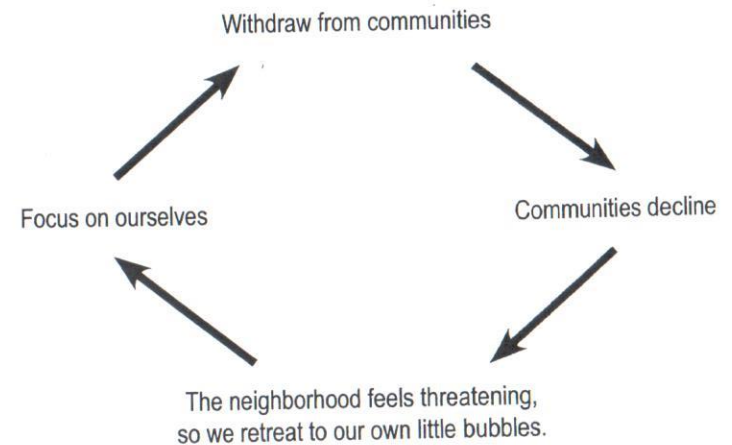 Withdraw from communities
Communities decline
The neighborhood feels threatening,
so we retreat to our own little bubbles.
Focus on ourselves